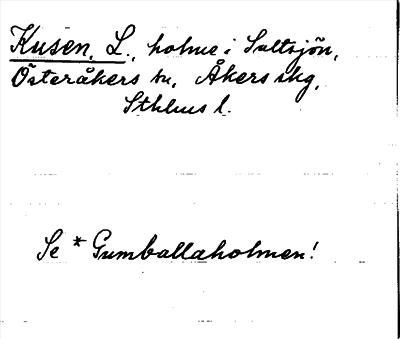 Kusen, L., holme i Saltsjön,
Österåkers sn, Åkers skg,
Sthlms l.
Se * Gumballaholmen!